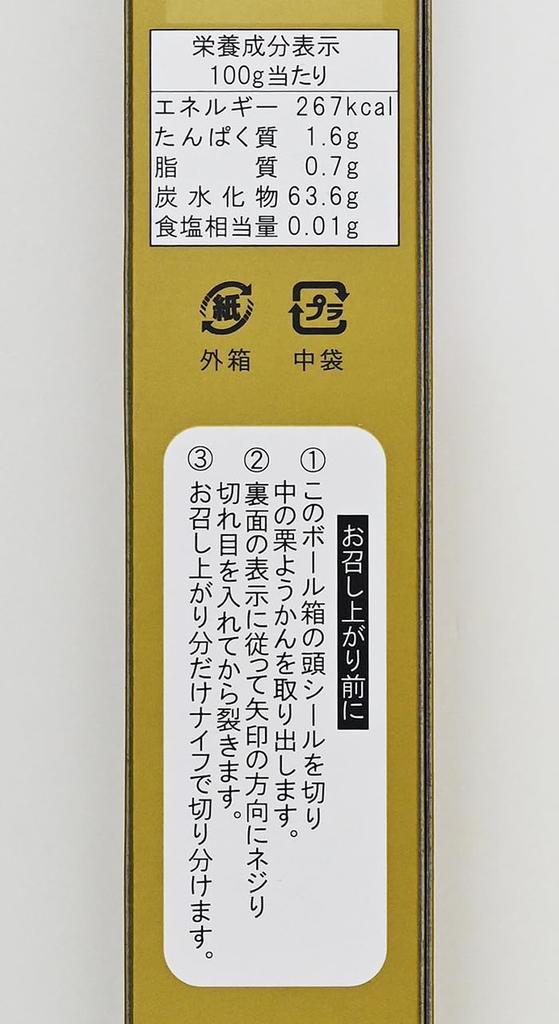 栄養成分表示
100g当たり
エネルギー 267kcal
たんぱく質 1.6g
脂質 0.7g
炭水化物 63.6g
食塩相当量 0.01g
紙
外箱
プラ
中袋
お召し上がり前に
①このボール箱の頭シールを切り
中の栗ようかんを取り出します。
②裏面の表示に従って矢印の方向にネジり
切れ目を入れてから裂きます。
③お召し上がり分だけナイフで切り分けます。